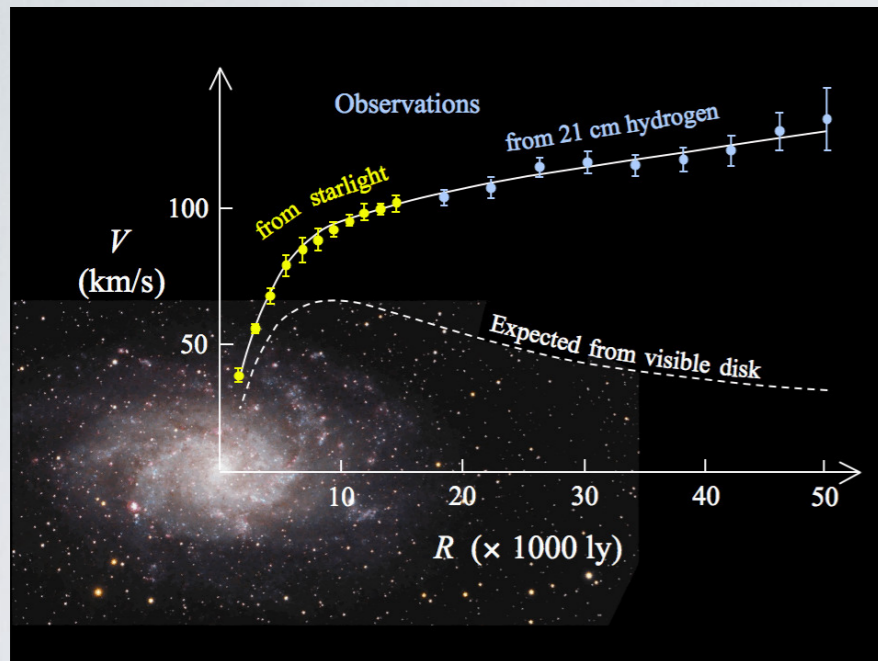 Observations
from 21 cm hydrogen
from starlight
100
V
(km/s)
50
Expected from visible disk
10 20 30 40 50
R (× 1000 ly)